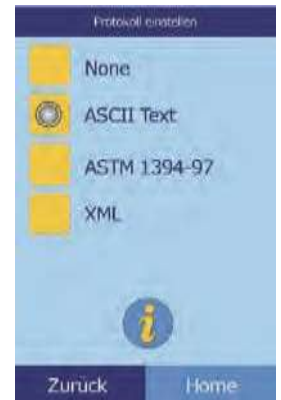 Protokoll einstellen
None
ASCII Text
ASTM 1394-97
XML
i
Zurück
Home